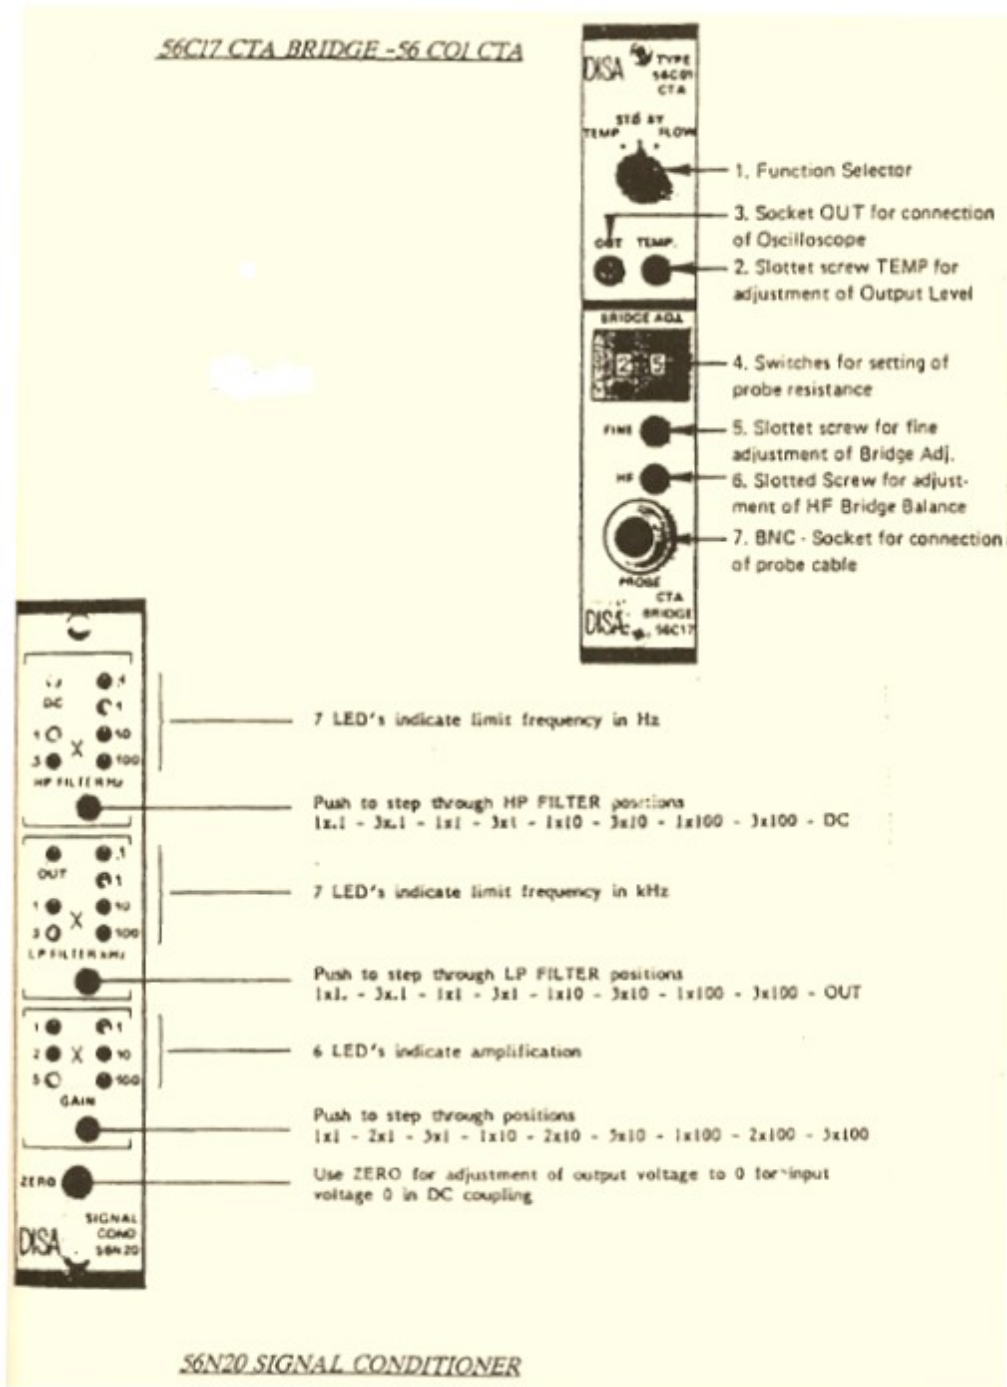 56C17 CTA BRIDGE - 56 C01 CTA
DISA TYPE
56C01
CTA
STD BY
TEMP FLOW
1. Function Selector
3. Socket OUT for connection
of Oscilloscope
OUT TEMP.
2. Slottet screw TEMP for
adjustment of Output Level
BRIDGE ADJ.
2 5
4. Switches for setting of
probe resistance
FINE
5. Slottet screw for fine
adjustment of Bridge Adj.
HF
6. Slotted Screw for adjust-
ment of HF Bridge Balance
7. BNC - Socket for connection
of probe cable
PROBE
CTA
BRIDGE
DISA 56C17
.1
DC 1
1 10
X
.3 100
HP FILTER Hz
7 LED's indicate limit frequency in Hz
Push to step through HP FILTER positions
1x.1 - 3x.1 - 1x1 - 3x1 - 1x10 - 3x10 - 1x100 - 3x100 - DC
.1
OUT 1
1 10
X
3 100
LP FILTER kHz
7 LED's indicate limit frequency in kHz
Push to step through LP FILTER positions
1x1. - 3x.1 - 1x1 - 3x1 - 1x10 - 3x10 - 1x100 - 3x100 - OUT
1 1
2 X 10
5 100
GAIN
6 LED's indicate amplification
Push to step through positions
1x1 - 2x1 - 5x1 - 1x10 - 2x10 - 5x10 - 1x100 - 2x100 - 5x100
ZERO
Use ZERO for adjustment of output voltage to 0 for input
voltage 0 in DC coupling
SIGNAL
COND
DISA 56N20
56N20 SIGNAL CONDITIONER